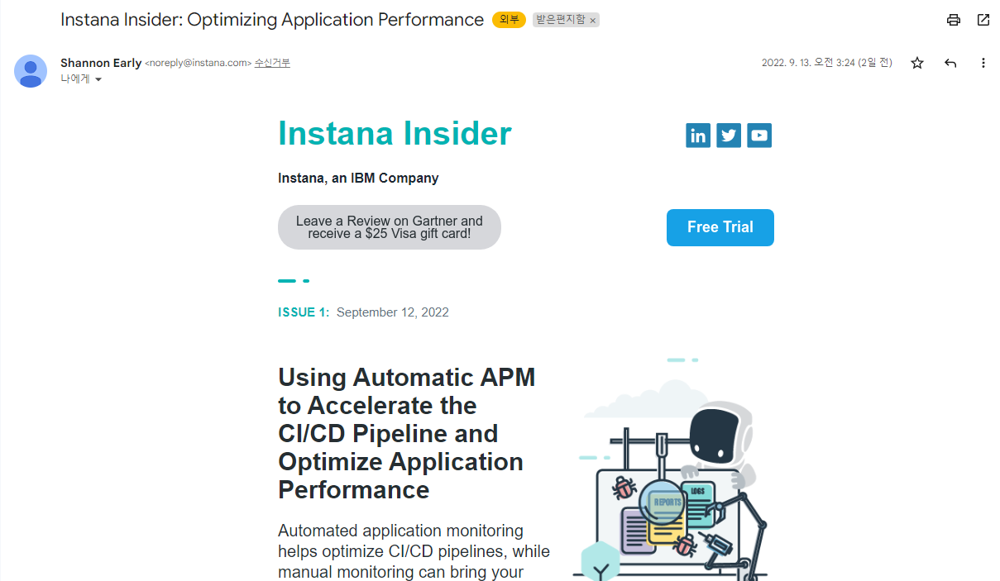 Instana Insider: Optimizing Application Performance 외부 받은편지함 ×
Shannon Early <noreply@instana.com> 수신거부 2022. 9. 13. 오전 3:24 (2일 전)
나에게
Instana Insider
in
Instana, an IBM Company
Leave a Review on Gartner and
receive a $25 Visa gift card!
Free Trial
ISSUE 1: September 12, 2022
Using Automatic APM
to Accelerate the
CI/CD Pipeline and
Optimize Application
Performance
LOGS
REPORTS
Automated application monitoring
helps optimize CI/CD pipelines, while
manual monitoring can bring your